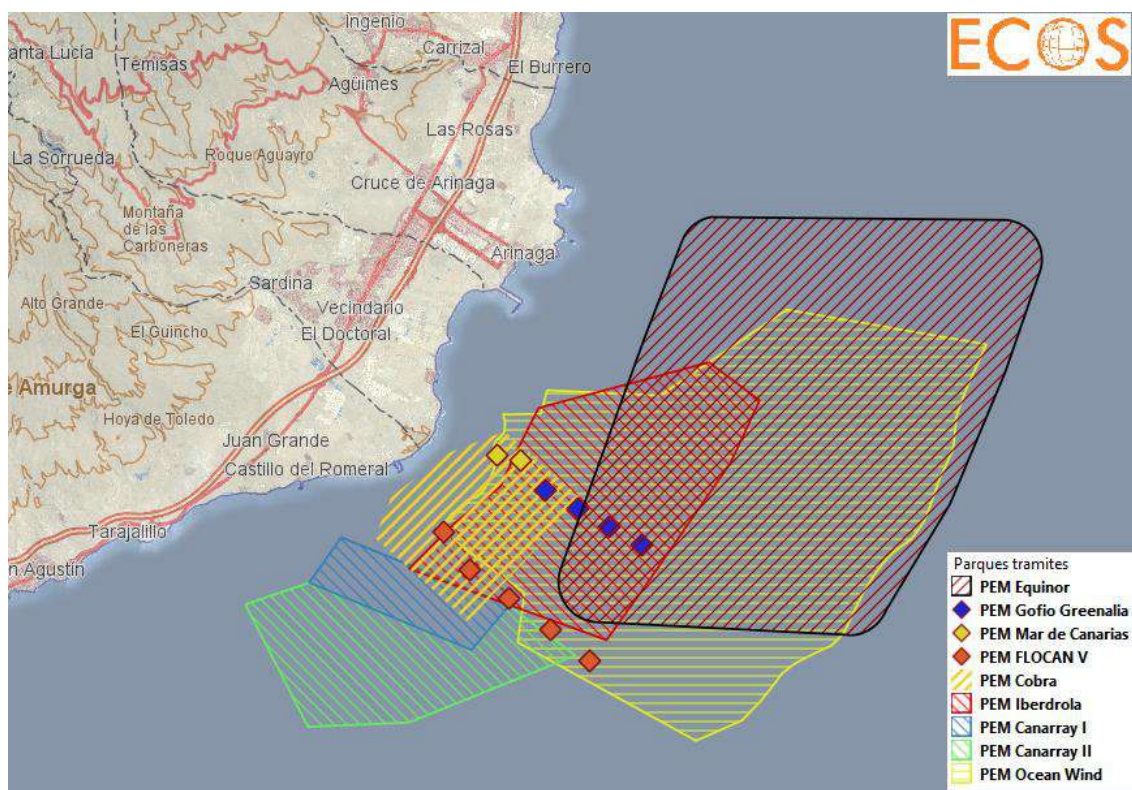 Ingenio
ECOS
Carrizal
anta Lucía
Témisas
El Burrero
Agüimes
Las Rosas
La Sorrueda
Roque Aguayro
Cruce de Arinaga
Montaña
de las
Carboneras
Arinaga
Sardina
Alto Grande
Vecindario
El Guincho
El Doctoral
e Amurga
Hoya de Toledo
Juan Grande
Castillo del Romeral
Tarajalillo
n Agustín
Parques tramites
PEM Equinor
PEM Gofio Greenalia
PEM Mar de Canarias
PEM FLOCAN V
PEM Cobra
PEM Iberdrola
PEM Canarray I
PEM Canarray II
PEM Ocean Wind